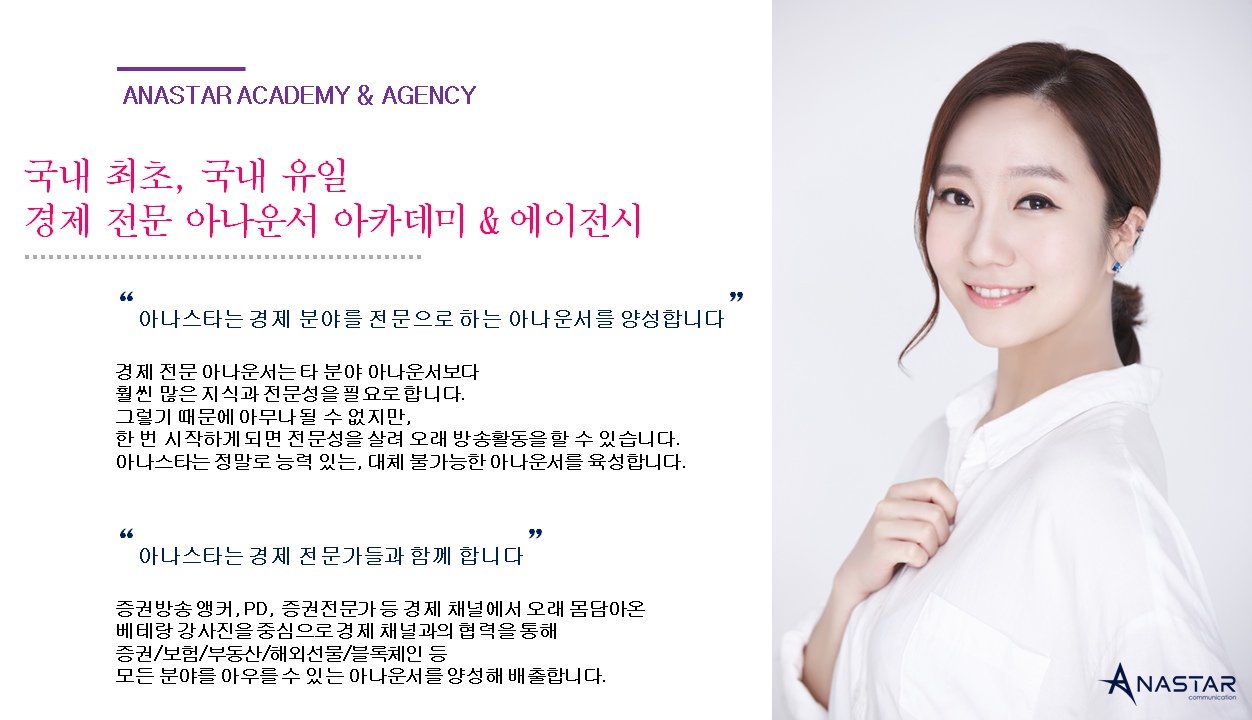 ANASTAR ACADEMY & AGENCY
국내 최초, 국내 유일
경제 전문 아나운서 아카데미 & 에이전시
“ 아나스타는 경제 분야를 전문으로 하는 아나운서를 양성합니다 ”
경제 전문 아나운서는 타 분야 아나운서보다
훨씬 많은 지식과 전문성을 필요로 합니다.
그렇기 때문에 아무나 될 수 없지만,
한 번 시작하게 되면 전문성을 살려 오래 방송활동을 할 수 있습니다.
아나스타는 정말로 능력 있는, 대체 불가능한 아나운서를 육성합니다.
“ 아나스타는 경제 전문가들과 함께 합니다 ”
증권방송 앵커, PD, 증권전문가 등 경제 채널에서 오래 몸담아온
베테랑 강사진을 중심으로 경제 채널과의 협력을 통해
증권/보험/부동산/해외선물/블록체인 등
모든 분야를 아우를 수 있는 아나운서를 양성해 배출합니다.
ANASTAR
communication